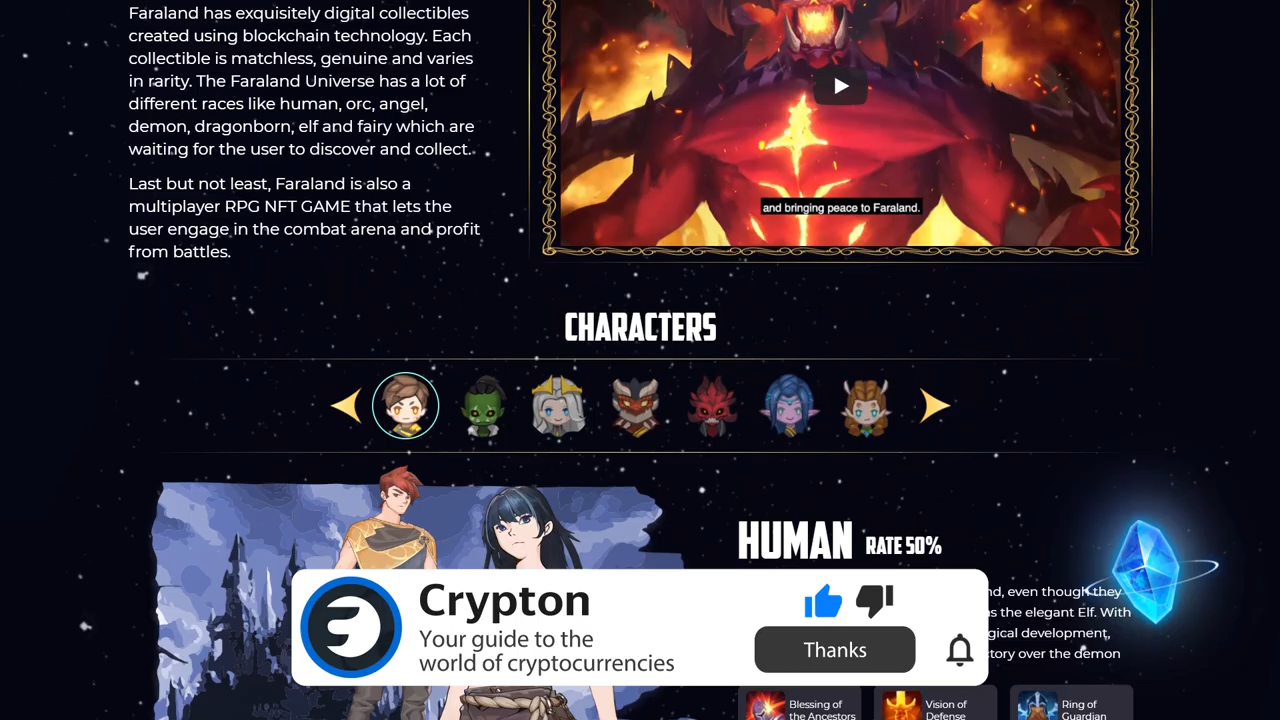 Faraland has exquisitely digital collectibles
created using blockchain technology. Each
collectible is matchless, genuine and varies
in rarity. The Faraland Universe has a lot of
different races like human, orc, angel,
demon, dragonborn, elf and fairy which are
waiting for the user to discover and collect.
Last but not least, Faraland is also a
multiplayer RPG NFT GAME that lets the
user engage in the combat arena and profit
from battles.
and bringing peace to Faraland.
CHARACTERS
HUMAN RATE 50%
nd, even though they
s the elegant Elf. With
gical development,
ctory over the demon
Crypton
Your guide to the
world of cryptocurrencies
Thanks
Blessing of
the Ancestors
Vision of
Defense
Ring of
Guardian